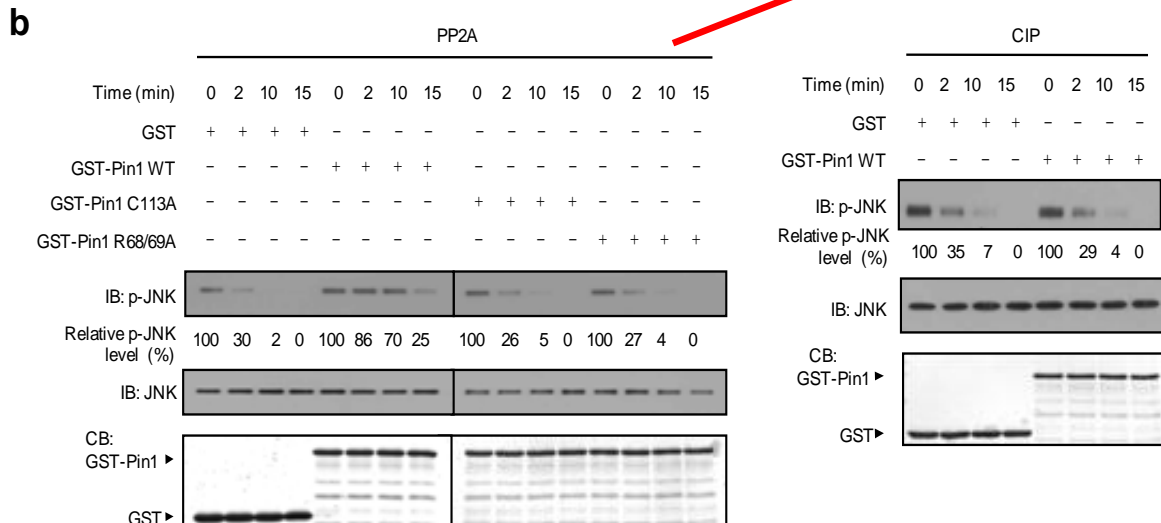 b
PP2A
Time (min) 0 2 10 15 0 2 10 15 0 2 10 15 0 2 10 15
GST + + + + – – – – – – – – – – – –
GST-Pin1 WT – – – – + + + + – – – – – – – –
GST-Pin1 C113A – – – – – – – – + + + + – – – –
GST-Pin1 R68/69A – – – – – – – – – – – – + + + +
IB: p-JNK
Relative p-JNK
level (%) 100 30 2 0 100 86 70 25 100 26 5 0 100 27 4 0
IB: JNK
CB:
GST-Pin1 ►
GST ►
CIP
Time (min) 0 2 10 15 0 2 10 15
GST + + + + – – – –
GST-Pin1 WT – – – – + + + +
IB: p-JNK
Relative p-JNK
level (%) 100 35 7 0 100 29 4 0
IB: JNK
CB:
GST-Pin1 ►
GST ►